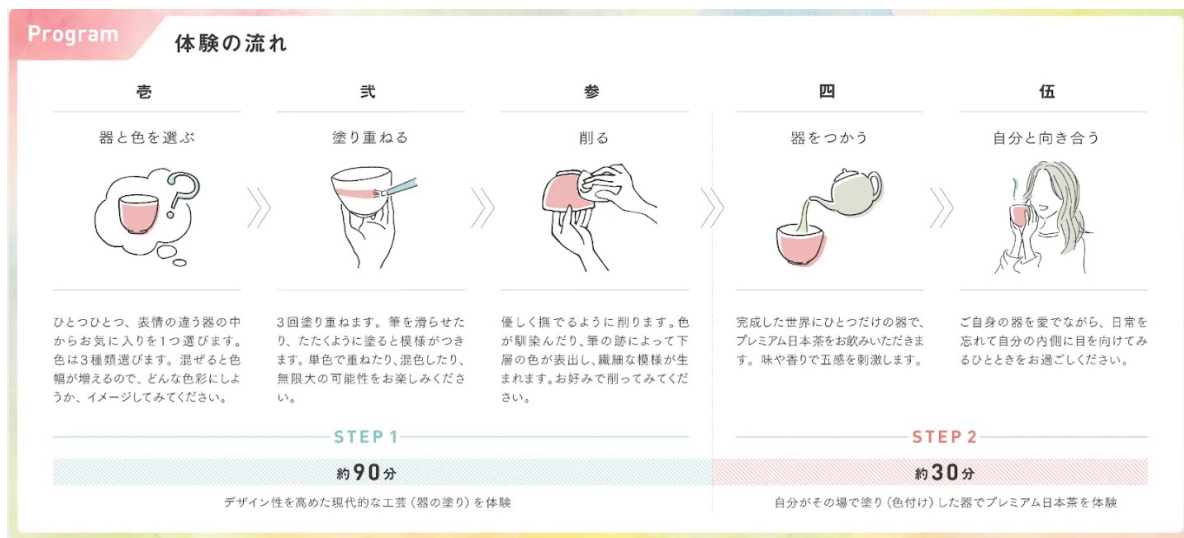 Program
体験の流れ
壱
器と色を選ぶ
ひとつひとつ、表情の違う器の中
からお気に入りを1つ選びます。
色は3種類選びます。混ぜると色
幅が増えるので、どんな色彩にしよ
うか、イメージしてみてください。
弐
塗り重ねる
3回塗り重ねます。筆を滑らせた
り、たたくように塗ると模様がつき
ます。単色で重ねたり、混色したり、
無限大の可能性をお楽しみくださ
い。
参
削る
優しく撫でるように削ります。色
が馴染んだり、筆の跡によって下
層の色が表出し、繊細な模様が生
まれます。お好みで削ってみてくだ
さい。
四
器をつかう
完成した世界にひとつだけの器で、
プレミアム日本茶をお飲みいただきま
す。味や香りで五感を刺激します。
伍
自分と向き合う
ご自身の器を愛でながら、日常を
忘れて自分の内側に目を向けてみ
るひとときをお過ごしください。
STEP 1
約90分
デザイン性を高めた現代的な工芸(器の塗り)を体験
STEP 2
約30分
自分がその場で塗り(色付け)した器でプレミアム日本茶を体験